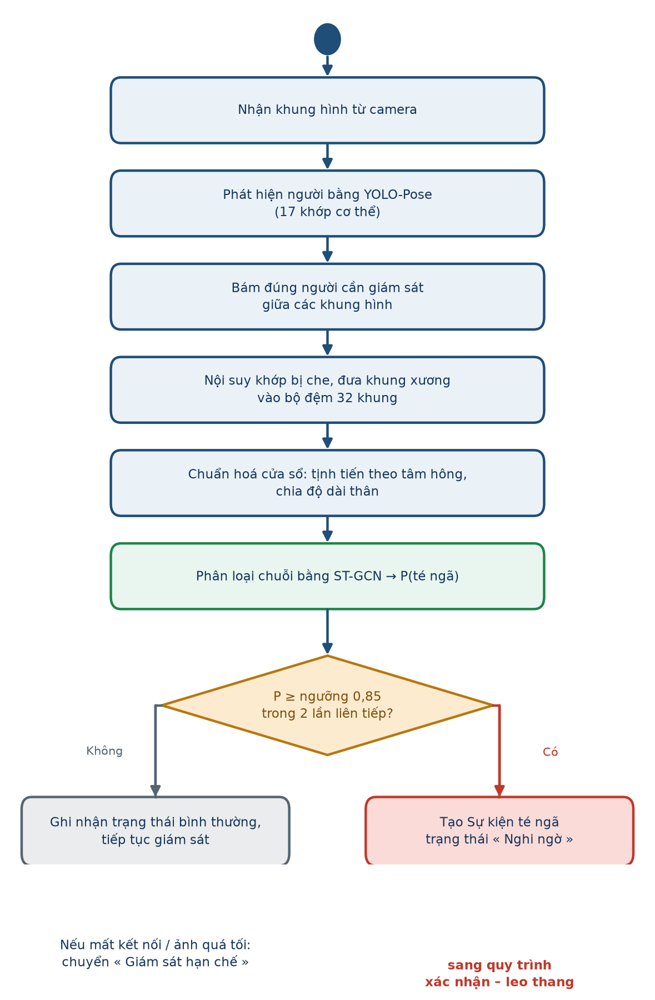 Nhận khung hình từ camera
Phát hiện người bằng YOLO-Pose
(17 khớp cơ thể)
Bám đúng người cần giám sát
giữa các khung hình
Nội suy khớp bị che, đưa khung xương
vào bộ đệm 32 khung
Chuẩn hoá cửa sổ: tịnh tiến theo tâm hông,
chia độ dài thân
Phân loại chuỗi bằng ST-GCN → P(té ngã)
P ≥ ngưỡng 0,85
trong 2 lần liên tiếp?
Không
Có
Ghi nhận trạng thái bình thường,
tiếp tục giám sát
Tạo Sự kiện té ngã
trạng thái « Nghi ngờ »
Nếu mất kết nối / ảnh quá tối:
chuyển « Giám sát hạn chế »
sang quy trình
xác nhận – leo thang